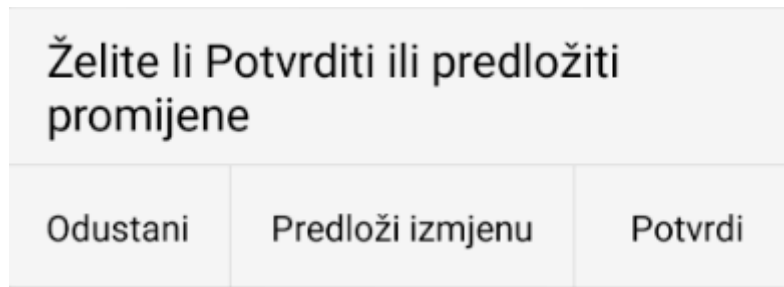 Želite li Potvrditi ili predložiti
promijene
Odustani Predloži izmjenu Potvrdi